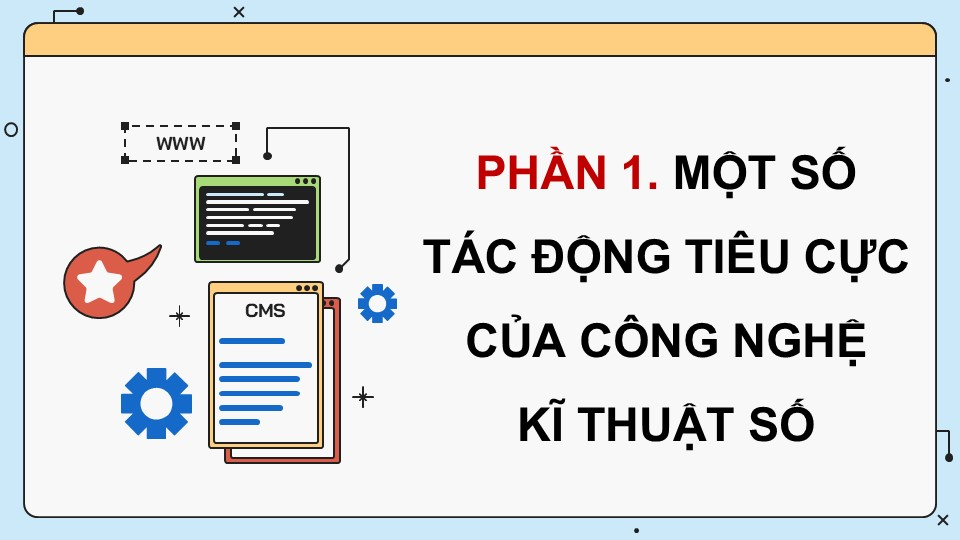 WWW
CMS
PHẦN 1. MỘT SỐ
TÁC ĐỘNG TIÊU CỰC
CỦA CÔNG NGHỆ
KĨ THUẬT SỐ